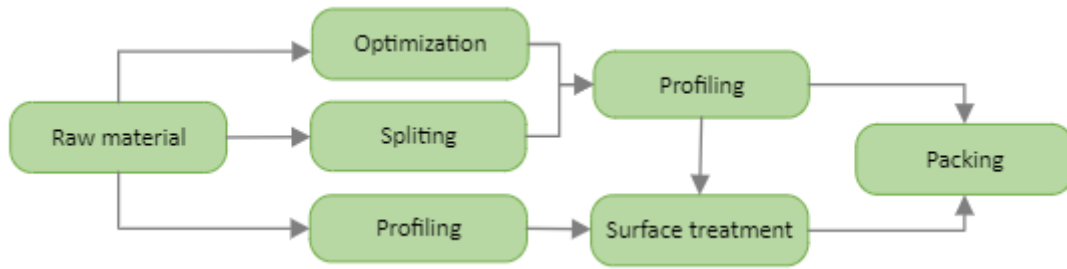 Optimization
Profiling
Raw material
Spliting
Packing
Profiling
Surface treatment